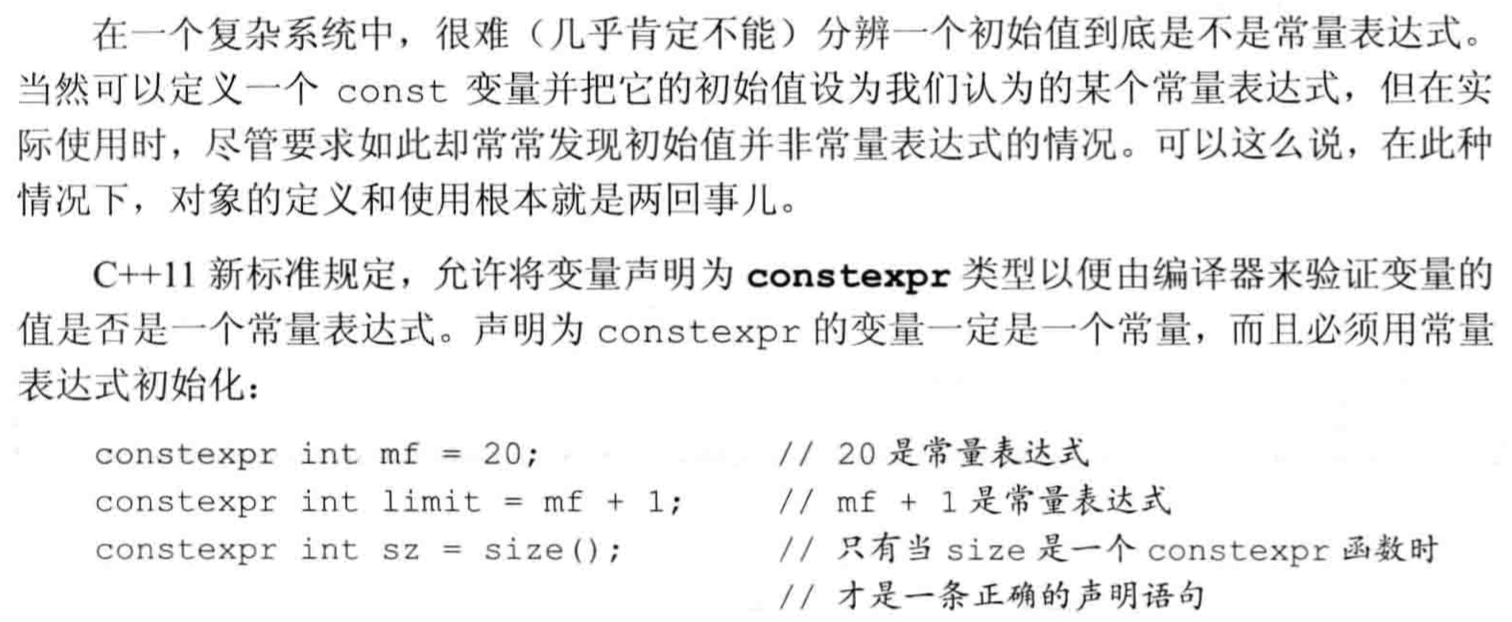 在一个复杂系统中，很难（几乎肯定不能）分辨一个初始值到底是不是常量表达式。
当然可以定义一个 const 变量并把它的初始值设为我们认为的某个常量表达式，但在实
际使用时，尽管要求如此却常常发现初始值并非常量表达式的情况。可以这么说，在此种
情况下，对象的定义和使用根本就是两回事儿。
C++11 新标准规定，允许将变量声明为 constexpr 类型以便由编译器来验证变量的
值是否是一个常量表达式。声明为 constexpr 的变量一定是一个常量，而且必须用常量
表达式初始化：
constexpr int mf = 20; // 20 是常量表达式
constexpr int limit = mf + 1; // mf + 1 是常量表达式
constexpr int sz = size(); // 只有当 size 是一个 constexpr 函数时
// 才是一条正确的声明语句